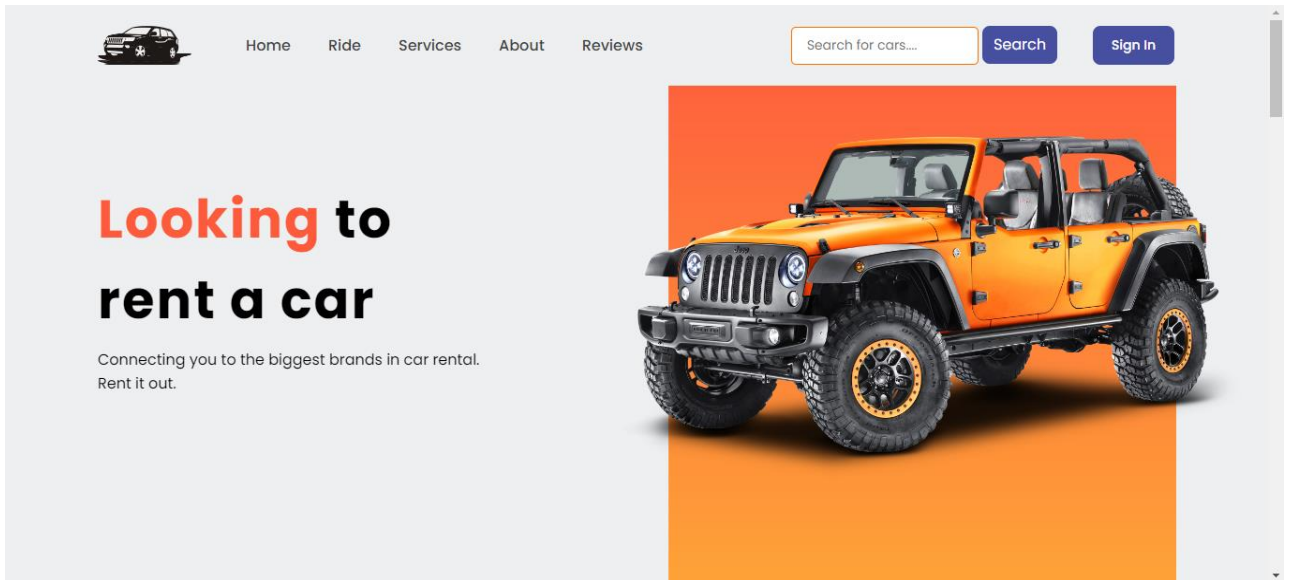 Home Ride Services About Reviews Search for cars.... Search Sign In
Looking to
rent a car
Connecting you to the biggest brands in car rental.
Rent it out.
Jeep